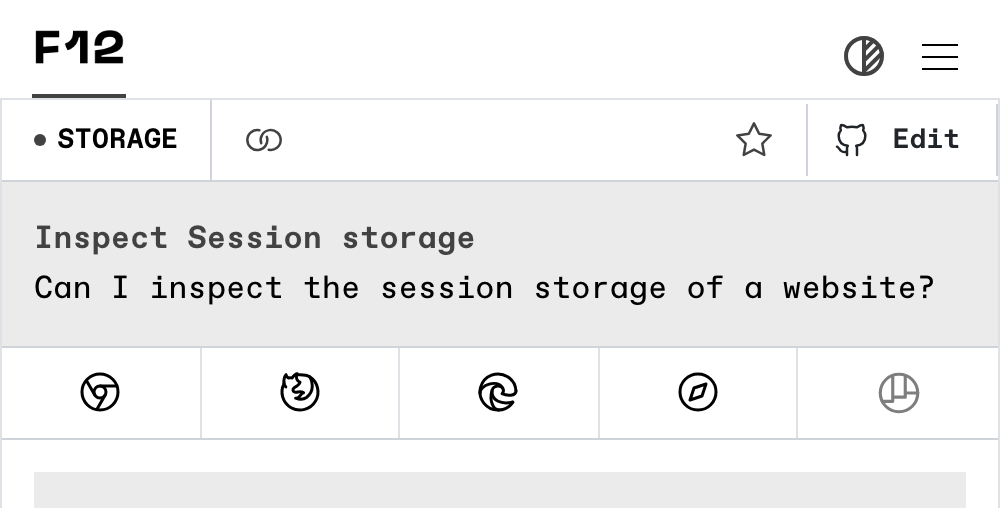 F12
STORAGE
Edit
Inspect Session storage
Can I inspect the session storage of a website?